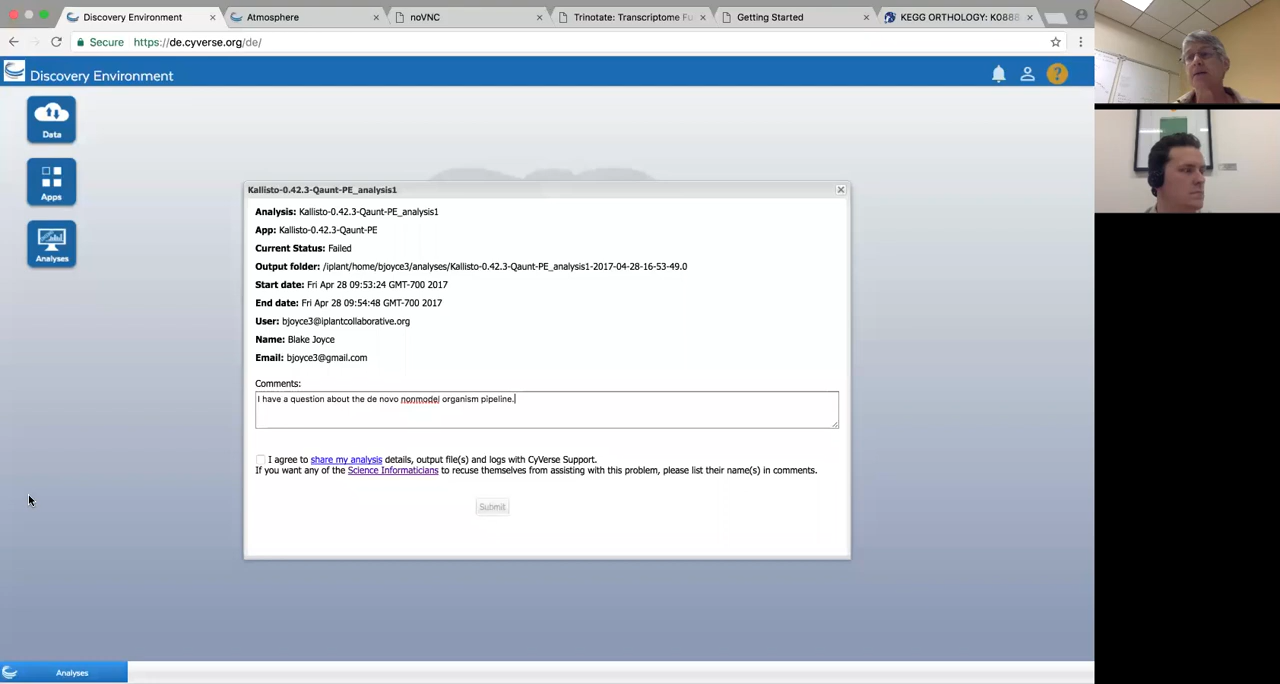 Discovery Environment
Atmosphere
noVNC
Trinotate: Transcriptome Fu
Getting Started
KEGG ORTHOLOGY: K0888
Secure
https://de.cyverse.org/de/
Discovery Environment
?
Data
Apps
Analyses
Kallisto-0.42.3-Qaunt-PE_analysis1
Analysis: Kallisto-0.42.3-Qaunt-PE_analysis1
App: Kallisto-0.42.3-Qaunt-PE
Current Status: Failed
Output folder: /iplant/home/bjoyce3/analyses/Kallisto-0.42.3-Qaunt-PE_analysis1-2017-04-28-16-53-49.0
Start date: Fri Apr 28 09:53:24 GMT-700 2017
End date: Fri Apr 28 09:54:48 GMT-700 2017
User: bjoyce3@iplantcollaborative.org
Name: Blake Joyce
Email: bjoyce3@gmail.com
Comments:
I have a question about the de novo nonmodel organism pipeline.
I agree to share my analysis details, output file(s) and logs with CyVerse Support.
If you want any of the Science Informaticians to recuse themselves from assisting with this problem, please list their name(s) in comments.
Submit
Analyses